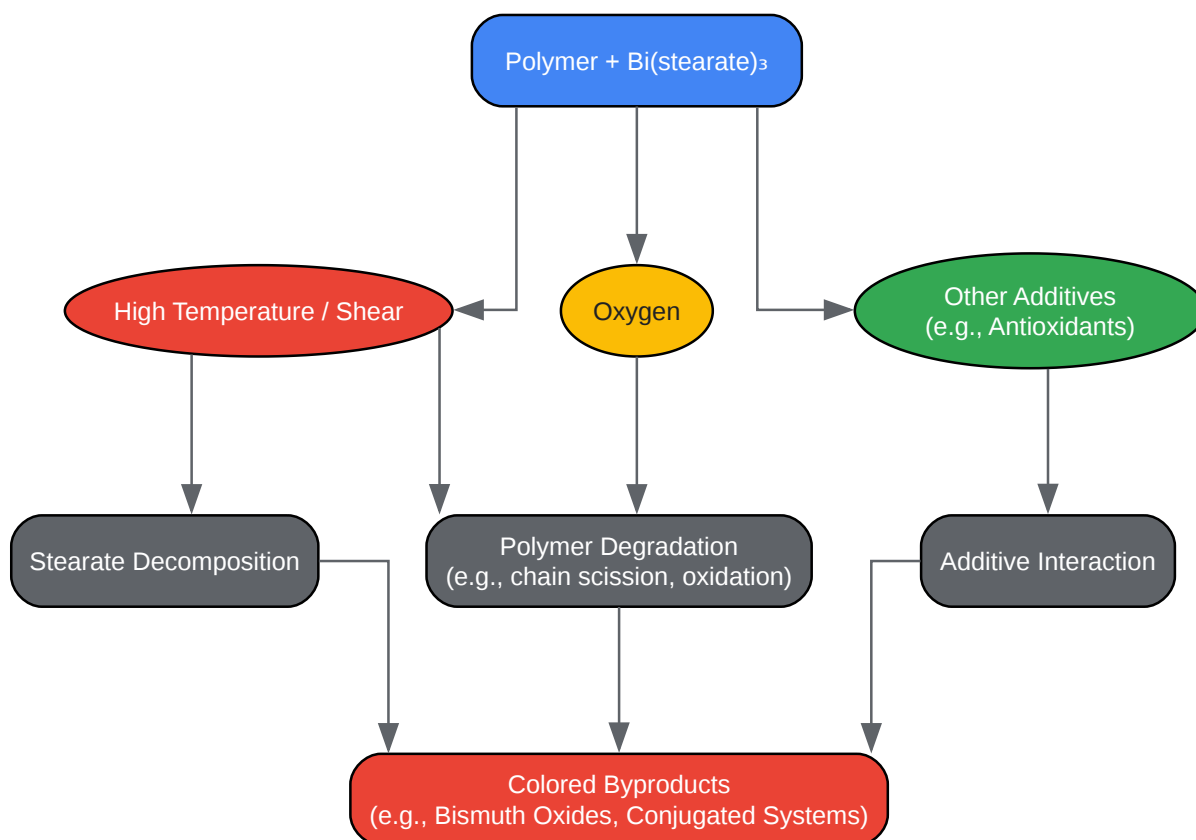 Polymer + Bi(stearate)₃
High Temperature / Shear
Oxygen
Other Additives
(e.g., Antioxidants)
Stearate Decomposition
Polymer Degradation
(e.g., chain scission, oxidation)
Additive Interaction
Colored Byproducts
(e.g., Bismuth Oxides, Conjugated Systems)